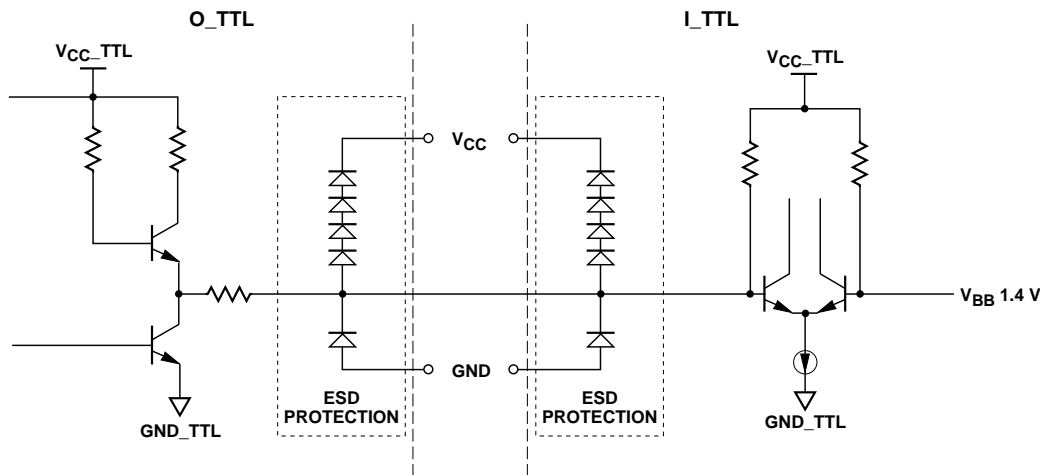 O_TTL
I_TTL
VCC_TTL
VCC_TTL
VCC
VBB 1.4 V
GND
ESD
PROTECTION
ESD
PROTECTION
GND_TTL
GND_TTL